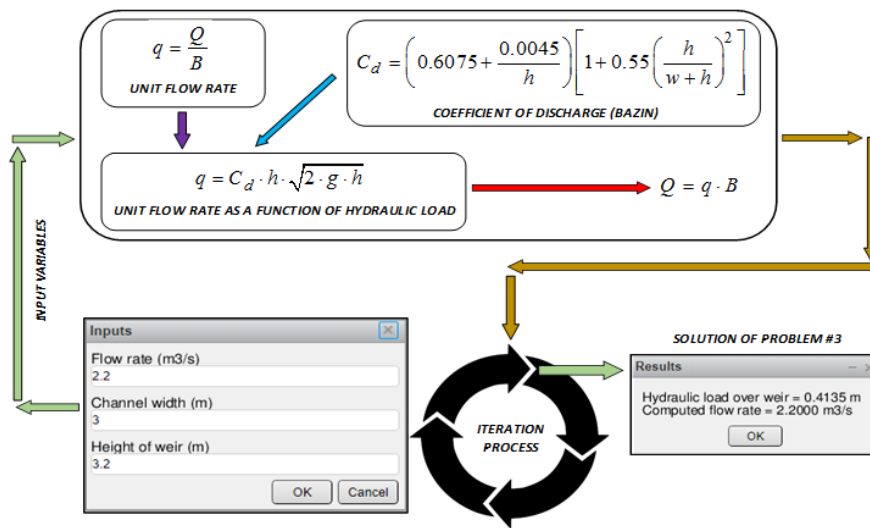 q = Q/B
UNIT FLOW RATE
C_d = (0.6075 + 0.0045/h)[1 + 0.55(h/(w + h))²]
COEFFICIENT OF DISCHARGE (BAZIN)
q = C_d · h · √(2 · g · h)
UNIT FLOW RATE AS A FUNCTION OF HYDRAULIC LOAD
Q = q · B
INPUT VARIABLES
Inputs
Flow rate (m3/s)
2.2
Channel width (m)
3
Height of weir (m)
3.2
OK Cancel
ITERATION
PROCESS
SOLUTION OF PROBLEM #3
Results
Hydraulic load over weir = 0.4135 m
Computed flow rate = 2.2000 m3/s
OK